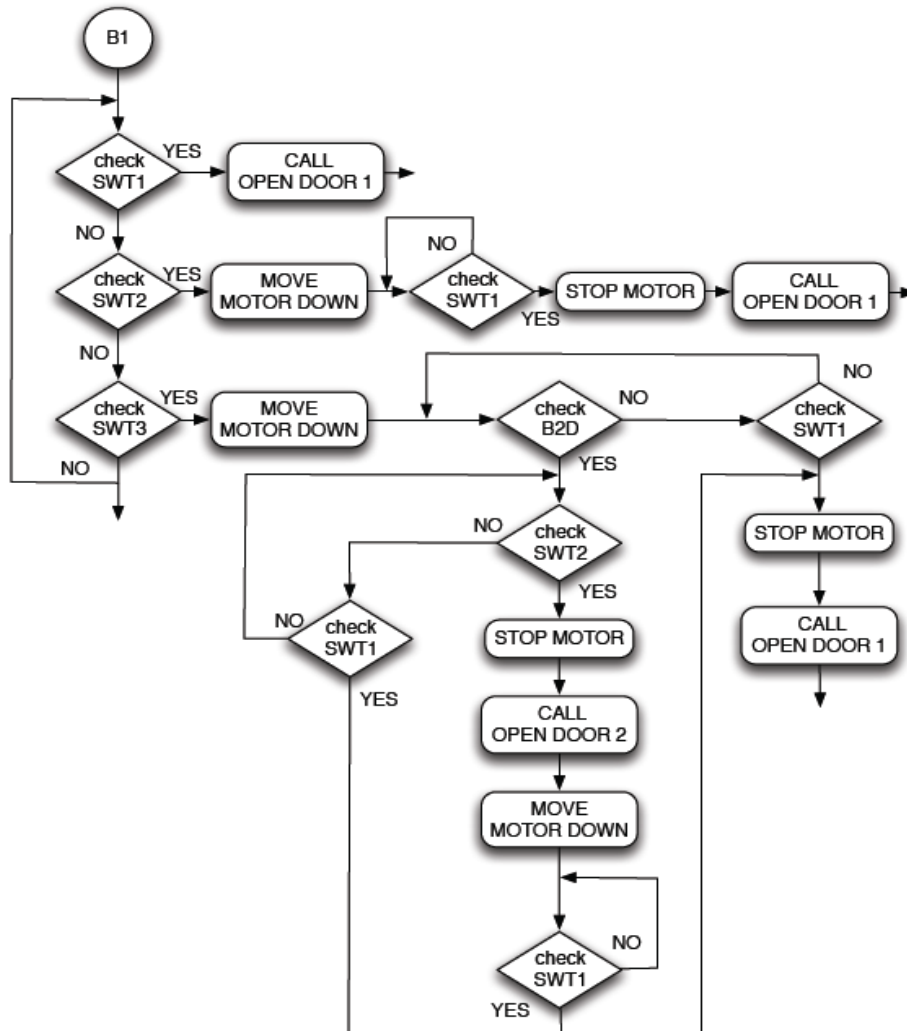 B1
check
SWT1
YES
CALL
OPEN DOOR 1
NO
check
SWT2
YES
MOVE
MOTOR DOWN
NO
check
SWT1
YES
STOP MOTOR
CALL
OPEN DOOR 1
NO
check
SWT3
YES
MOVE
MOTOR DOWN
check
B2D
NO
NO
check
SWT1
NO
YES
check
SWT2
NO
YES
STOP MOTOR
NO
check
SWT1
YES
STOP MOTOR
CALL
OPEN DOOR 1
CALL
OPEN DOOR 2
MOVE
MOTOR DOWN
check
SWT1
NO
YES